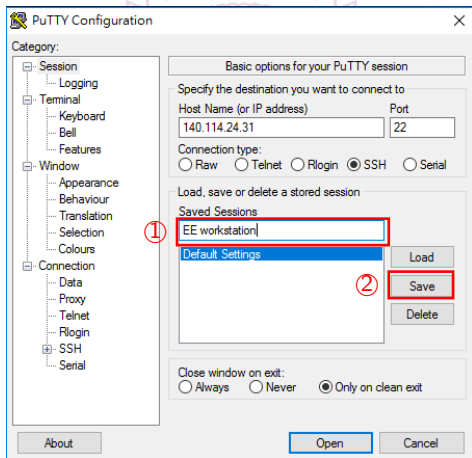 PuTTY Configuration
Category:
Session
Logging
Terminal
Keyboard
Bell
Features
Window
Appearance
Behaviour
Translation
Selection
Colours
Connection
Data
Proxy
Telnet
Rlogin
SSH
Serial
Basic options for your PuTTY session
Specify the destination you want to connect to
Host Name (or IP address) Port
140.114.24.31 22
Connection type:
Raw Telnet Rlogin SSH Serial
Load, save or delete a stored session
Saved Sessions
① EE workstation
Default Settings Load
② Save
Delete
Close window on exit:
Always Never Only on clean exit
About Open Cancel